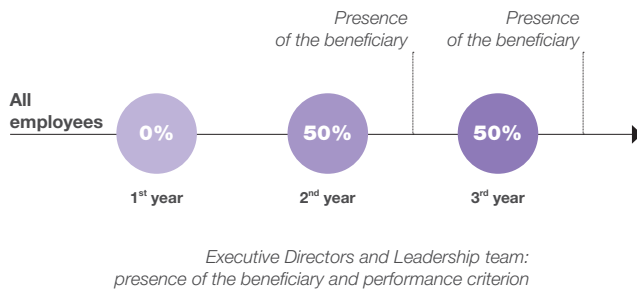 Presence
of the beneficiary
Presence
of the beneficiary
All
employees
0%
50%
50%
1st year
2nd year
3rd year
Executive Directors and Leadership team:
presence of the beneficiary and performance criterion